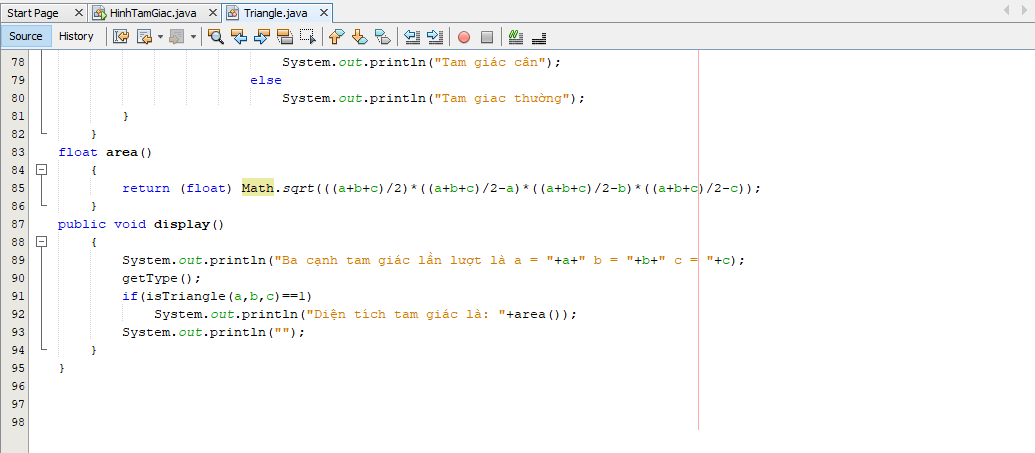 Start Page HinhTamGiac.java Triangle.java
Source History
78 System.out.println("Tam giác cân");
79 else
80 System.out.println("Tam giac thường");
81 }
82 }
83 float area()
84 {
85 return (float) Math.sqrt(((a+b+c)/2)*((a+b+c)/2-a)*((a+b+c)/2-b)*((a+b+c)/2-c));
86 }
87 public void display()
88 {
89 System.out.println("Ba cạnh tam giác lần lượt là a = "+a+" b = "+b+" c = "+c);
90 getType();
91 if(isTriangle(a,b,c)==1)
92 System.out.println("Diện tích tam giác là: "+area());
93 System.out.println("");
94 }
95 }
96
97
98